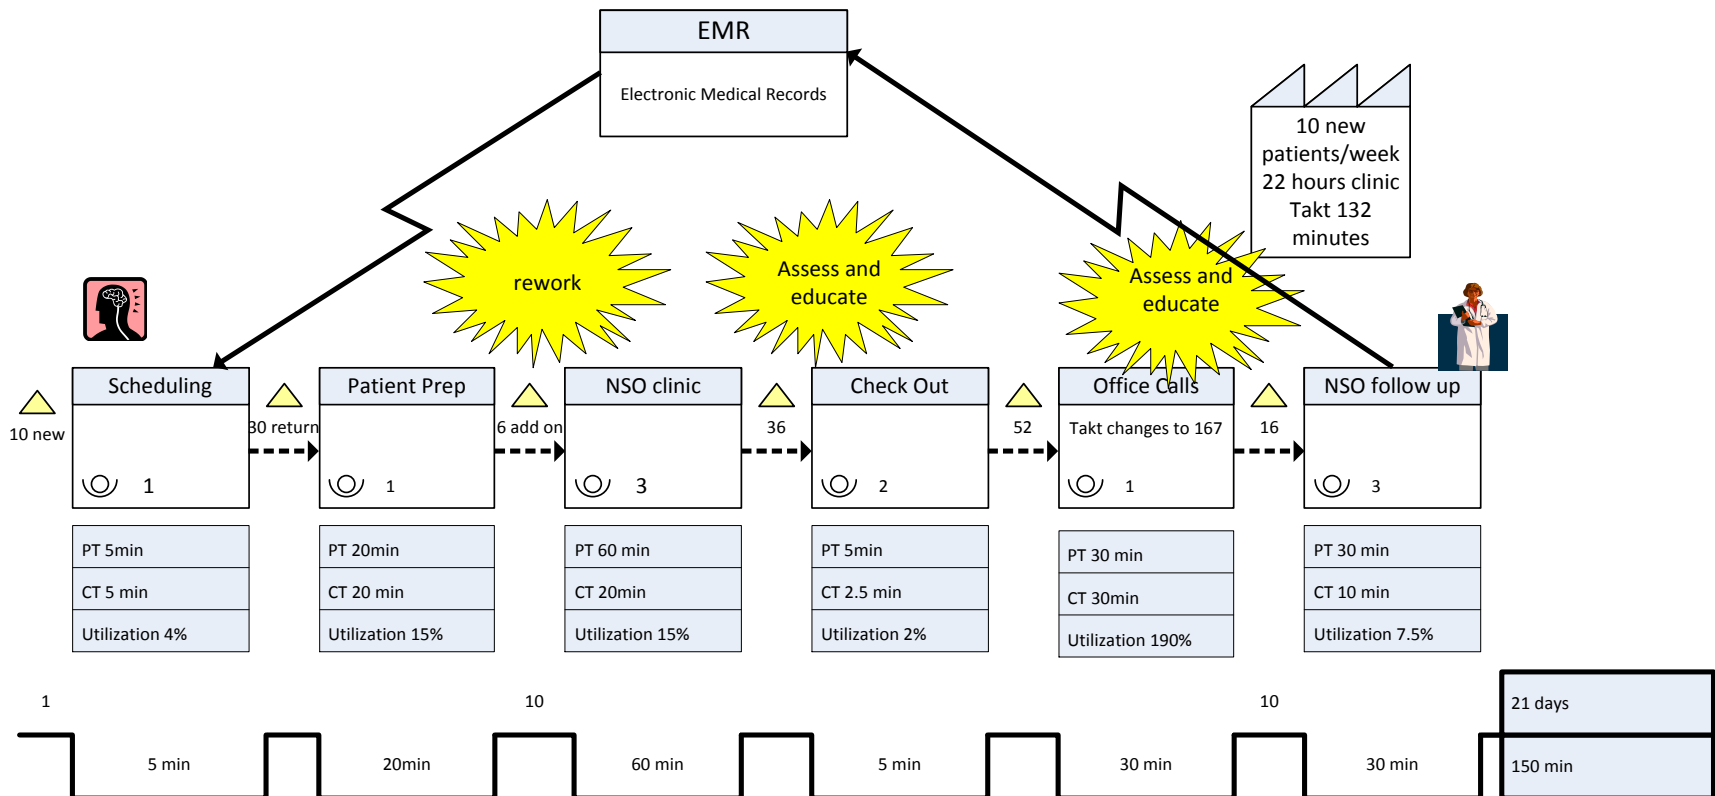 EMR
Electronic Medical Records
10 new
patients/week
22 hours clinic
Takt 132
minutes
rework
Assess and
educate
Assess and
educate
Scheduling
Patient Prep
NSO clinic
Check Out
Office Calls
NSO follow up
10 new
30 return
6 add on
36
52
Takt changes to 167
16
1
1
3
2
1
3
PT 5min
CT 5 min
Utilization 4%
PT 20min
CT 20 min
Utilization 15%
PT 60 min
CT 20min
Utilization 15%
PT 5min
CT 2.5 min
Utilization 2%
PT 30 min
CT 30min
Utilization 190%
PT 30 min
CT 10 min
Utilization 7.5%
1
10
10
21 days
5 min
20min
60 min
5 min
30 min
30 min
150 min